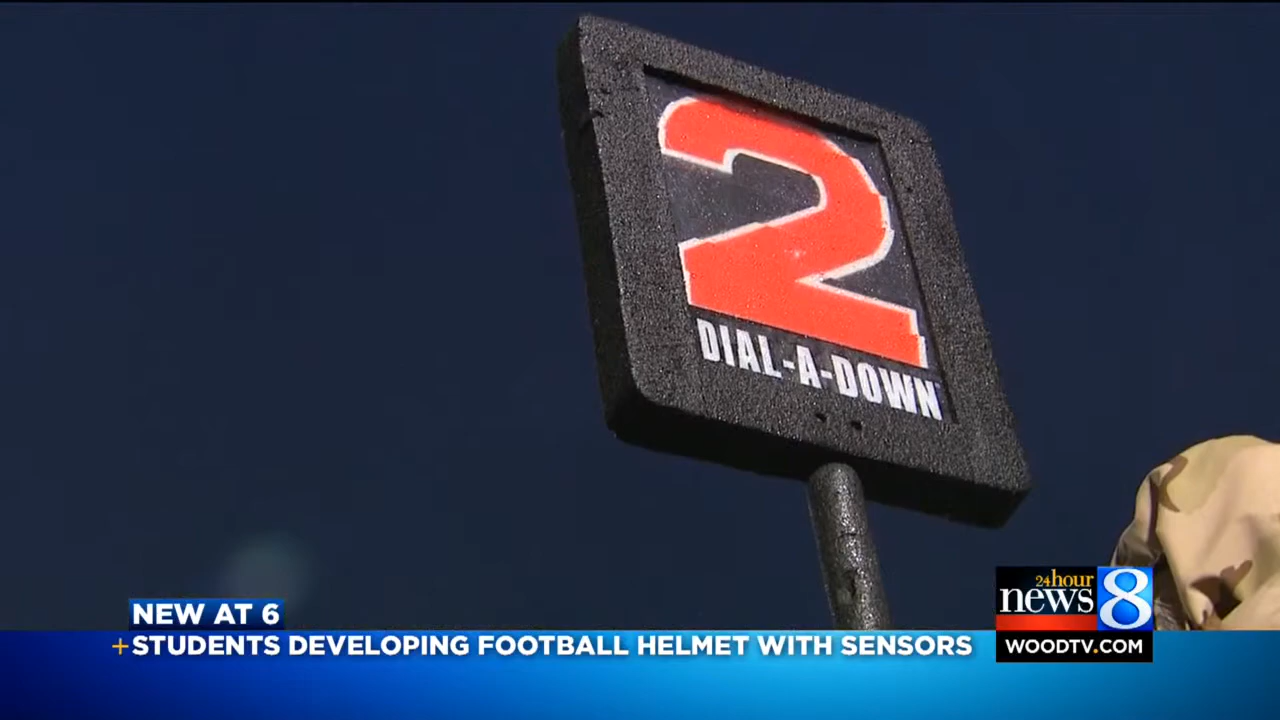 2
DIAL-A-DOWN
NEW AT 6
+STUDENTS DEVELOPING FOOTBALL HELMET WITH SENSORS
24hour
news 8
WOODTV.COM